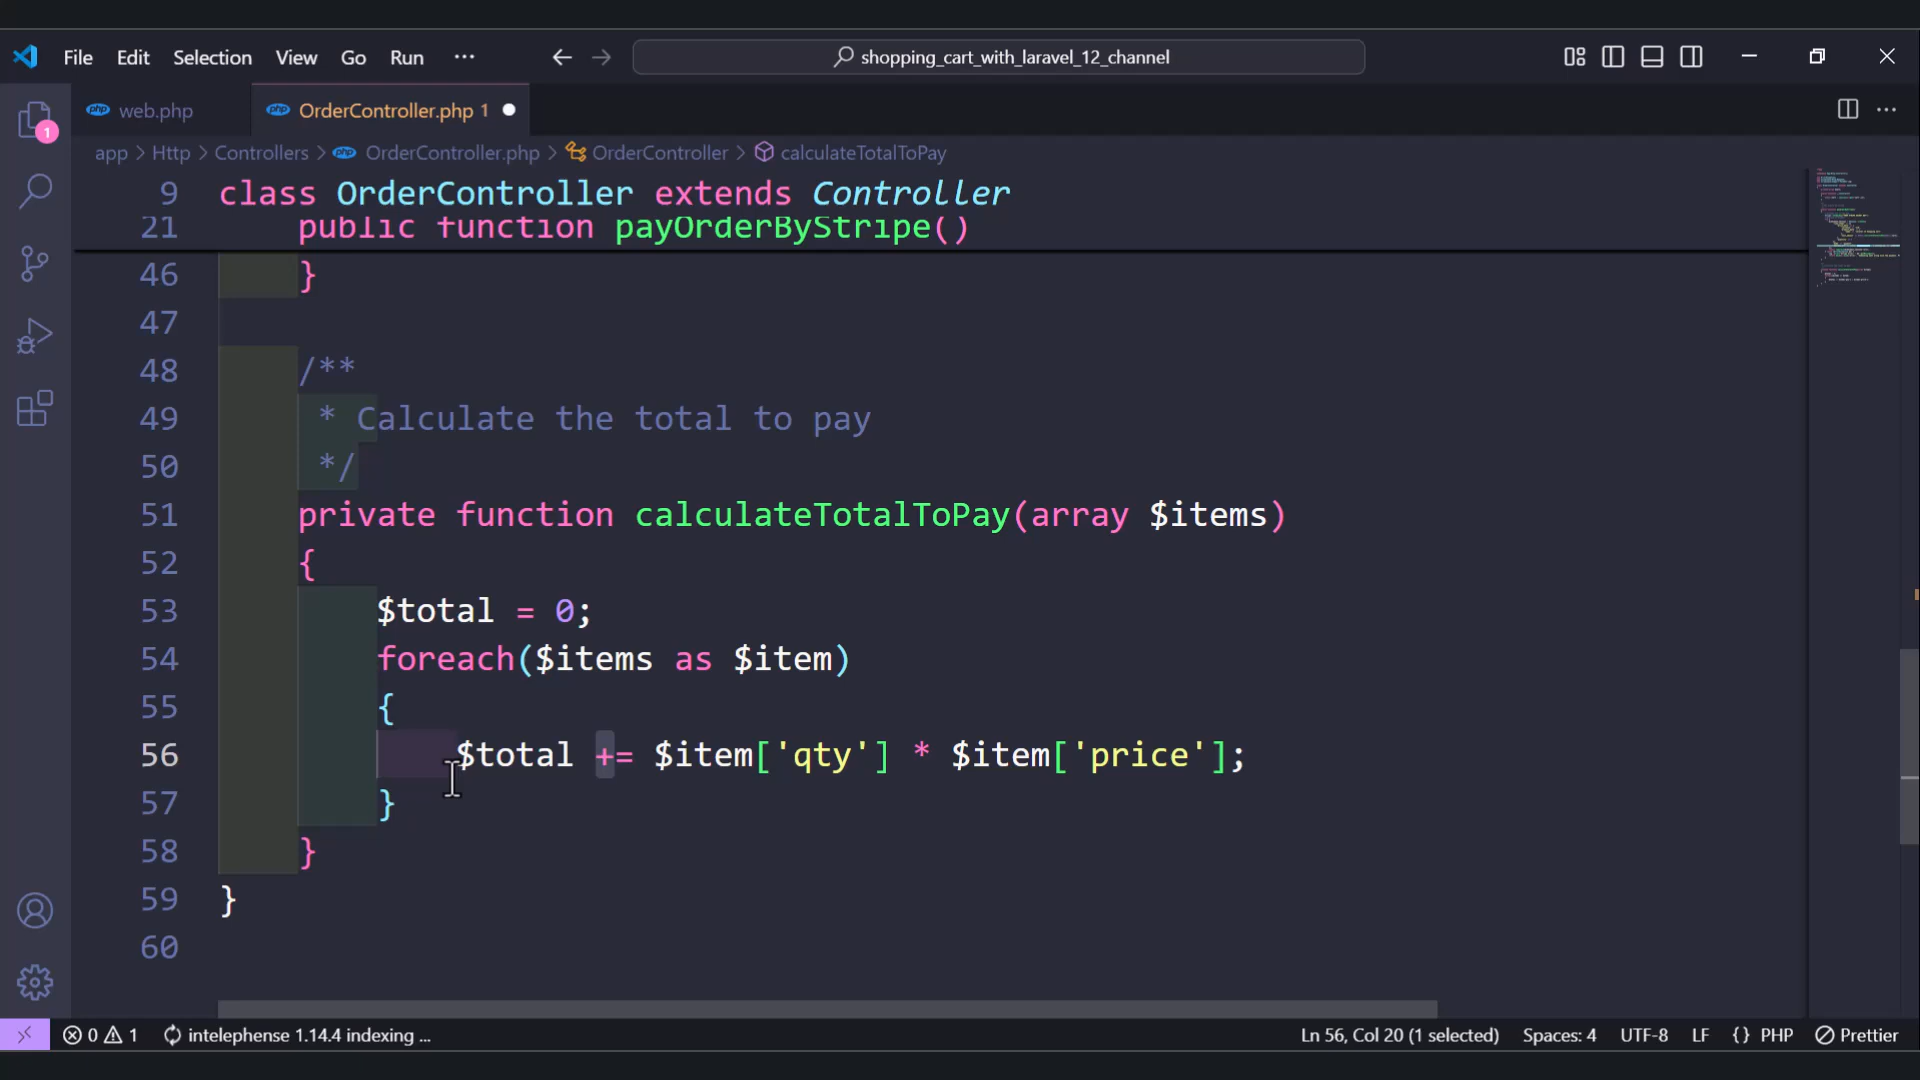 File Edit Selection View Go Run ··· shopping_cart_with_laravel_12_channel
web.php OrderController.php 1
app > Http > Controllers > OrderController.php > OrderController > calculateTotalToPay
9 class OrderController extends Controller
21 public function payOrderByStripe()
46 }
47
48 /**
49 * Calculate the total to pay
50 */
51 private function calculateTotalToPay(array $items)
52 {
53 $total = 0;
54 foreach($items as $item)
55 {
56 $total += $item['qty'] * $item['price'];
57 }
58 }
59 }
60
0 1 intelephense 1.14.4 indexing ... Ln 56, Col 20 (1 selected) Spaces: 4 UTF-8 LF {} PHP Prettier